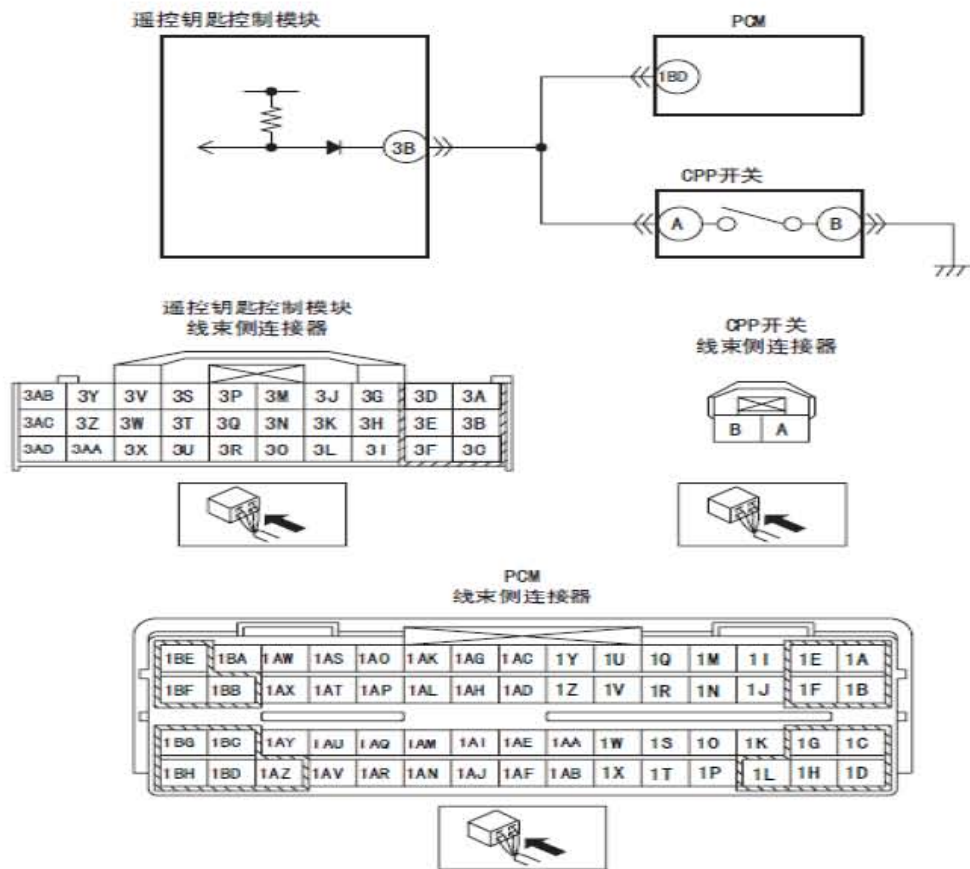 遥控钥匙控制模块
PCM
3B
1BD
CPP开关
A
B
遥控钥匙控制模块
线束侧连接器
CPP开关
线束侧连接器
3AB 3Y 3V 3S 3P 3M 3J 3G 3D 3A
3AC 3Z 3W 3T 3Q 3N 3K 3H 3E 3B
3AD 3AA 3X 3U 3R 3O 3L 3I 3F 3C
B A
PCM
线束侧连接器
1BE 1BA 1AW 1AS 1AO 1AK 1AG 1AC 1Y 1U 1Q 1M 1I 1E 1A
1BF 1BB 1AX 1AT 1AP 1AL 1AH 1AD 1Z 1V 1R 1N 1J 1F 1B
1BG 1BC 1AY 1AU 1AQ 1AM 1AI 1AE 1AA 1W 1S 1O 1K 1G 1C
1BH 1BD 1AZ 1AV 1AR 1AN 1AJ 1AF 1AB 1X 1T 1P 1L 1H 1D